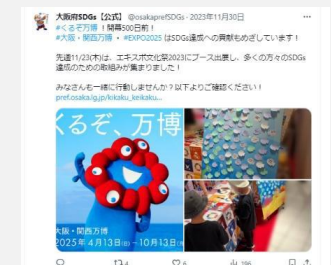 大阪府SDGs【公式】 @osakaprefSDGs · 2023年11月30日
#くるぞ万博 ！開幕500日前！
#大阪・関西万博 ・ #EXPO2025 はSDGs達成への貢献もめざしています！
先週11/23(木)は、エキスポ文化祭2023にブース出展し、多くの方々のSDGs
達成のための取組みが集まりました！
みなさんも一緒に行動しませんか？以下よりご確認ください！
pref.osaka.lg.jp/kikaku_keikaku...
くるぞ、万博
大阪・関西万博
2025年4月13日(日)－10月13日
4
6
196